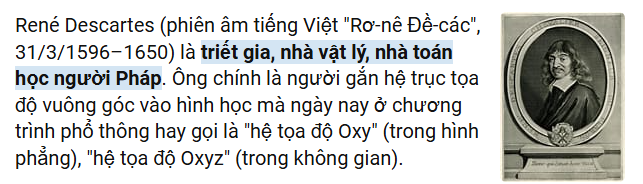 René Descartes (phiên âm tiếng Việt "Rơ-nê Đề-các",
31/3/1596–1650) là triết gia, nhà vật lý, nhà toán
học người Pháp. Ông chính là người gắn hệ trục tọa
độ vuông góc vào hình học mà ngày nay ở chương
trình phổ thông hay gọi là "hệ tọa độ Oxy" (trong hình
phẳng), "hệ tọa độ Oxyz" (trong không gian).